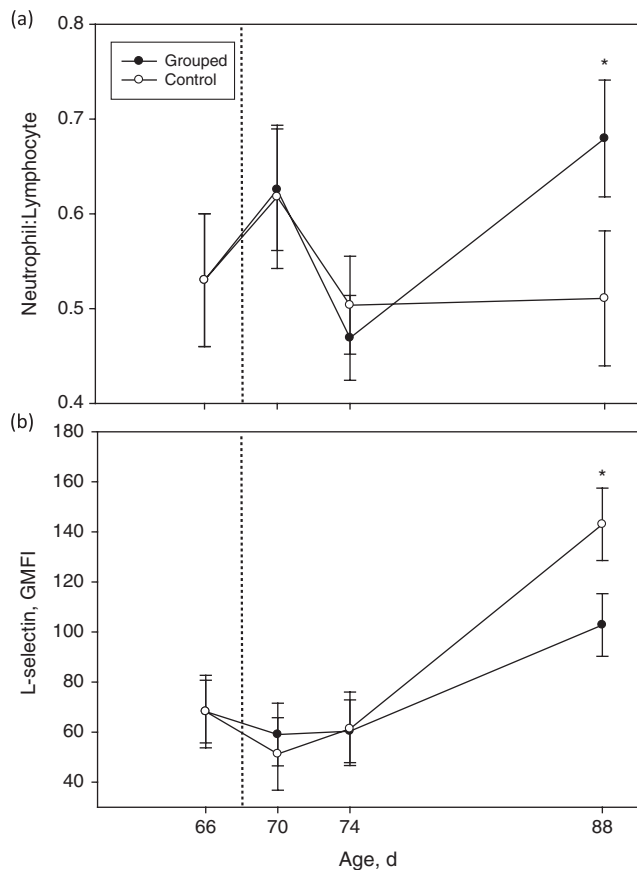 (a)
0.8
0.7
0.6
0.5
0.4
Neutrophil:Lymphocyte
Grouped
Control
*
(b)
180
160
140
120
100
80
60
40
L-selectin, GMFI
*
66
70
74
88
Age, d